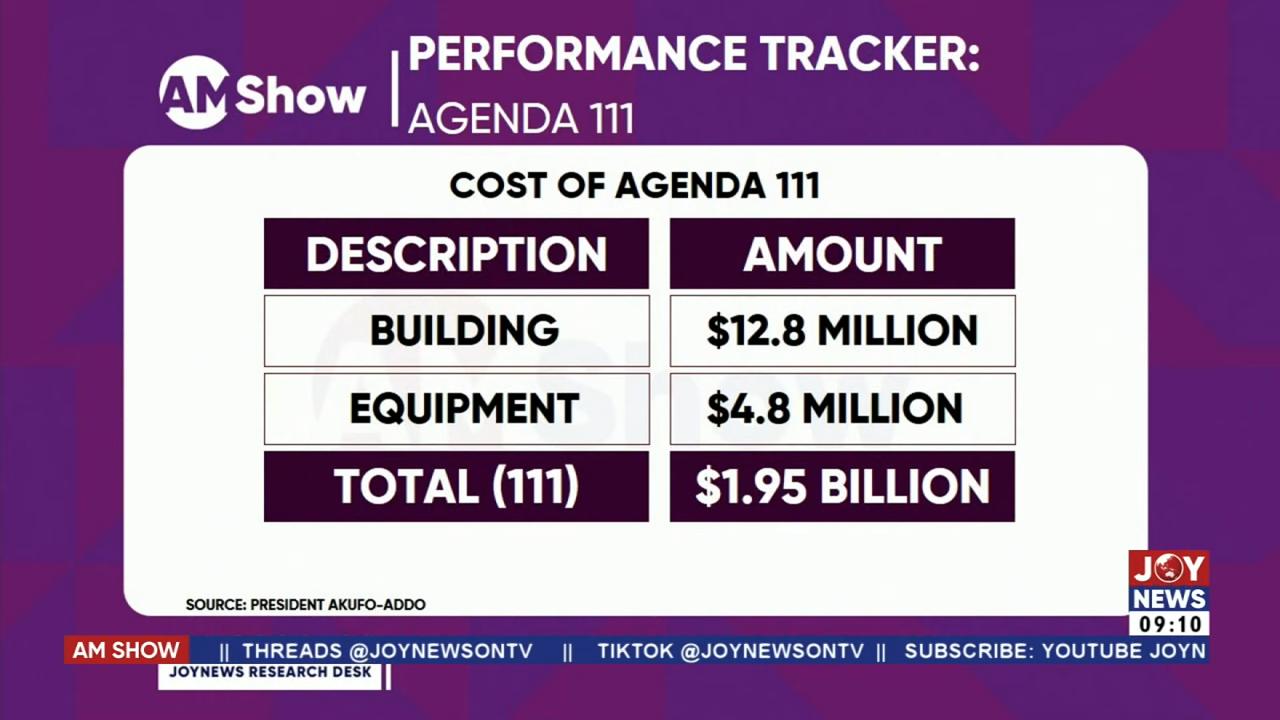 AM Show
PERFORMANCE TRACKER:
AGENDA 111
COST OF AGENDA 111
DESCRIPTION AMOUNT
BUILDING $12.8 MILLION
EQUIPMENT $4.8 MILLION
TOTAL (111) $1.95 BILLION
SOURCE: PRESIDENT AKUFO-ADDO
JOY
NEWS
09:10
AM SHOW || THREADS @JOYNEWSONTV || TIKTOK @JOYNEWSONTV || SUBSCRIBE: YOUTUBE JOYN
JOYNEWS RESEARCH DESK